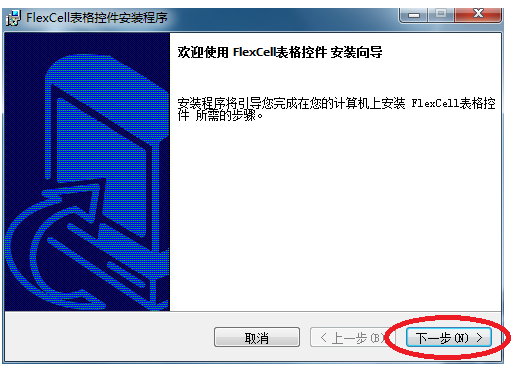 FlexCell表格控件安装程序
欢迎使用 FlexCell表格控件 安装向导
安装程序将引导您完成在您的计算机上安装 FlexCell表格控
件 所需的步骤。
取消 < 上一步(B) 下一步(N) >